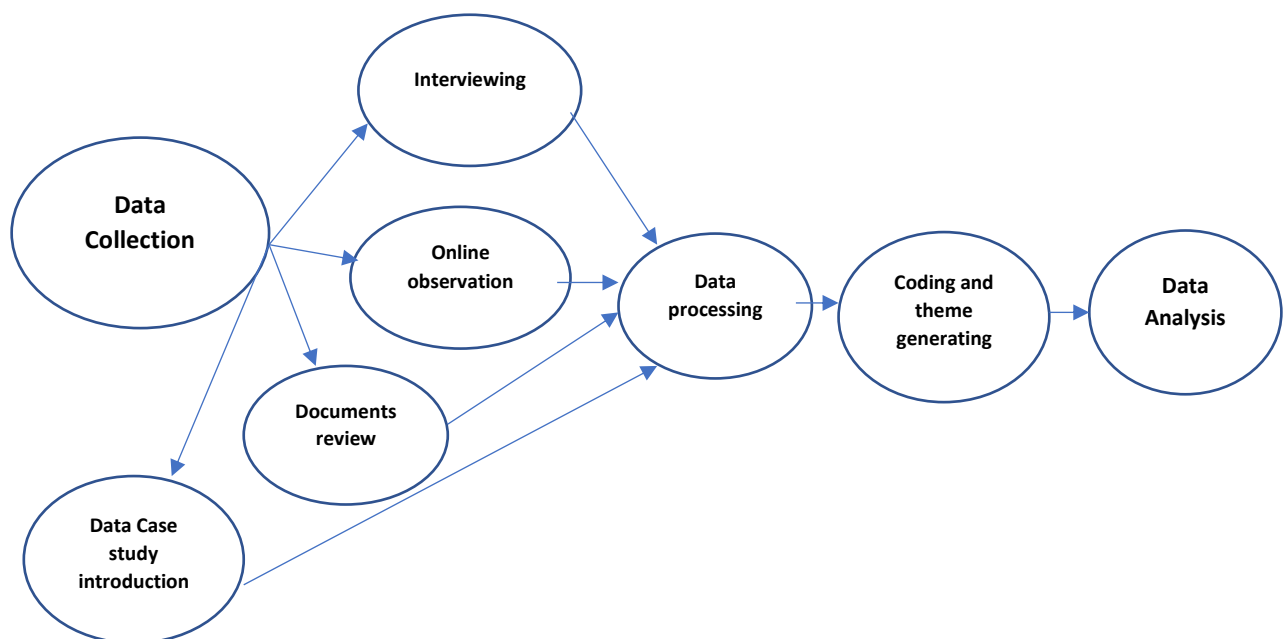 Interviewing
Data
Collection
Online
observation
Documents
review
Data Case
study
introduction
Data
processing
Coding and
theme
generating
Data
Analysis